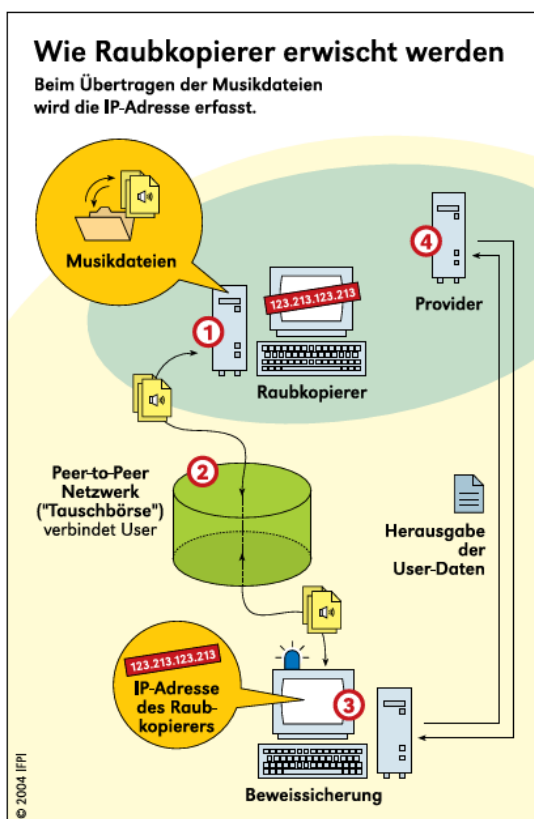 Wie Raubkopierer erwischt werden
Beim Übertragen der Musikdateien
wird die IP-Adresse erfasst.
Musikdateien
1
123.213.123.213
Raubkopierer
4
Provider
2
Peer-to-Peer
Netzwerk
("Tauschbörse")
verbindet User
Herausgabe
der
User-Daten
123.213.123.213
IP-Adresse
des Raub-
kopierers
3
Beweissicherung
© 2004 IFPI